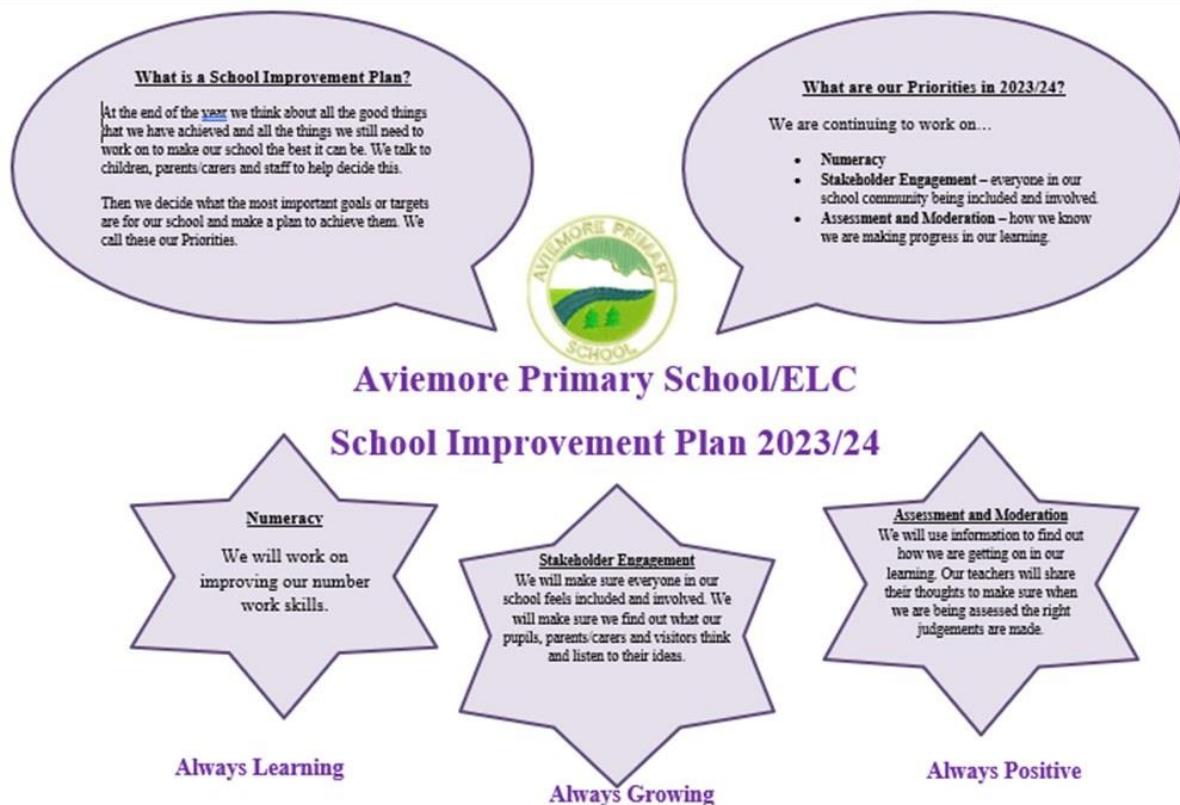 What is a School Improvement Plan?
At the end of the year we think about all the good things
that we have achieved and all the things we still need to
work on to make our school the best it can be. We talk to
children, parents/carers and staff to help decide this.
Then we decide what the most important goals or targets
are for our school and make a plan to achieve them. We
call these our Priorities.
What are our Priorities in 2023/24?
We are continuing to work on…
• Numeracy
• Stakeholder Engagement – everyone in our
school community being included and involved.
• Assessment and Moderation – how we know
we are making progress in our learning.
AVIEMORE PRIMARY
SCHOOL
Aviemore Primary School/ELC
School Improvement Plan 2023/24
Numeracy
We will work on
improving our number
work skills.
Stakeholder Engagement
We will make sure everyone in our
school feels included and involved. We
will make sure we find out what our
pupils, parents/carers and visitors think
and listen to their ideas.
Assessment and Moderation
We will use information to find out
how we are getting on in our
learning. Our teachers will share
their thoughts to make sure when
we are being assessed the right
judgements are made.
Always Learning
Always Growing
Always Positive